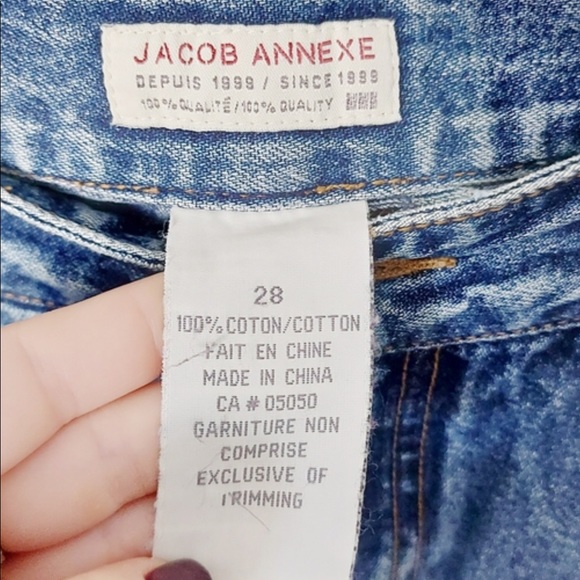 JACOB ANNEXE
DEPUIS 1999 / SINCE 1999
100% QUALITÉ / 100% QUALITY
28
100% COTON/COTTON
FAIT EN CHINE
MADE IN CHINA
CA # 05050
GARNITURE NON
COMPRISE
EXCLUSIVE OF
TRIMMING